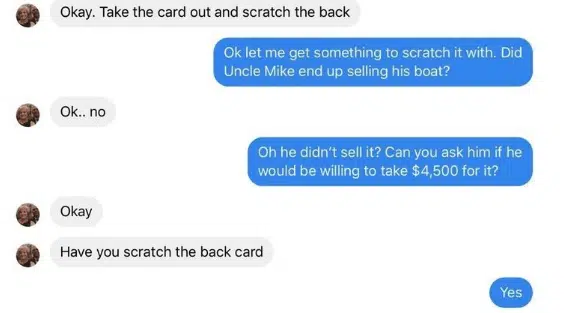 Okay. Take the card out and scratch the back
Ok let me get something to scratch it with. Did
Uncle Mike end up selling his boat?
Ok.. no
Oh he didn't sell it? Can you ask him if he
would be willing to take $4,500 for it?
Okay
Have you scratch the back card
Yes